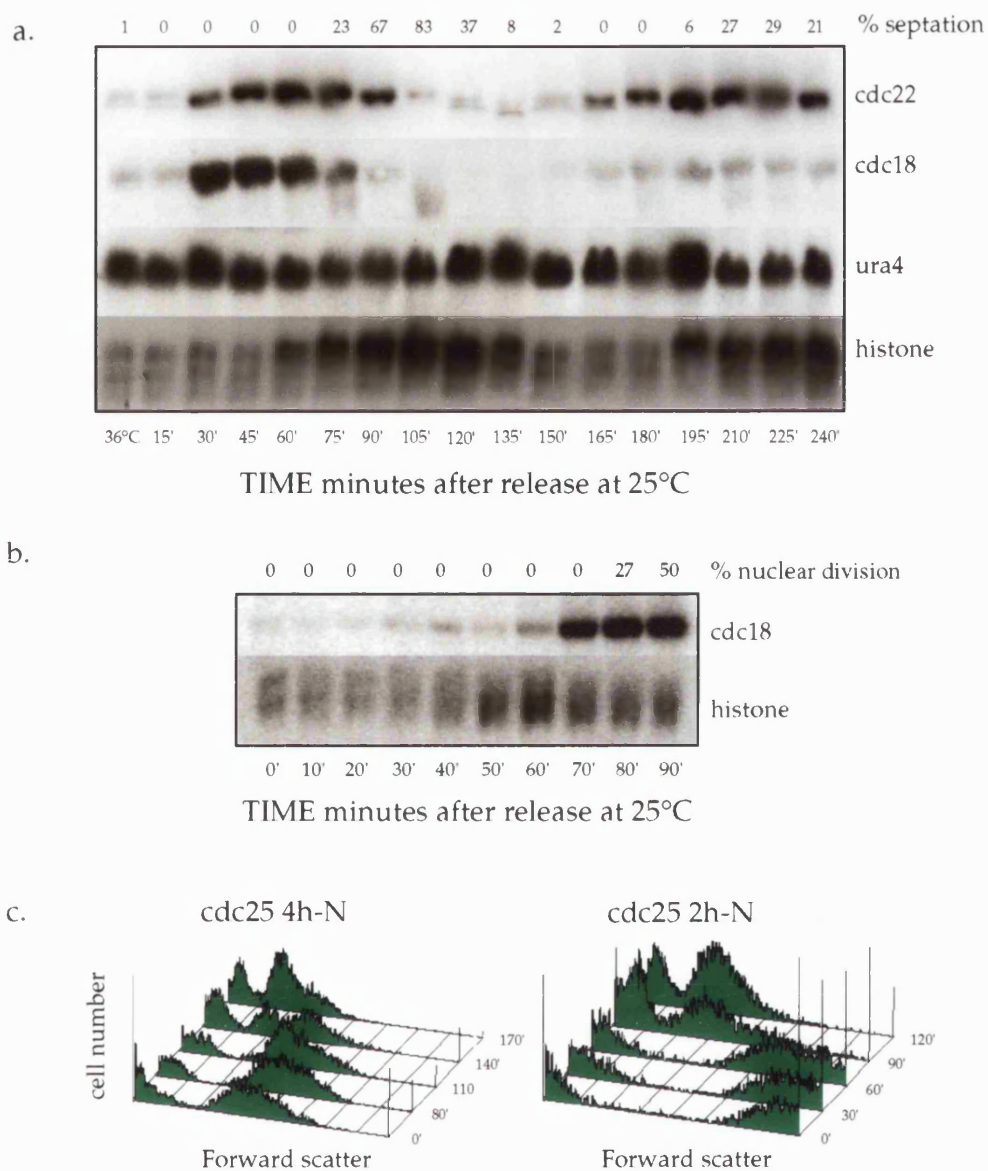 a.
1 0 0 0 0 23 67 83 37 8 2 0 0 6 27 29 21 % septation
cdc22
cdc18
ura4
histone
36°C 15' 30' 45' 60' 75' 90' 105' 120' 135' 150' 165' 180' 195' 210' 225' 240'
TIME minutes after release at 25°C
b.
0 0 0 0 0 0 0 0 27 50 % nuclear division
cdc18
histone
0' 10' 20' 30' 40' 50' 60' 70' 80' 90'
TIME minutes after release at 25°C
c.
cdc25 4h-N
cdc25 2h-N
cell number
170'
140'
110
80'
0'
Forward scatter
120'
90'
60'
30'
0'
Forward scatter